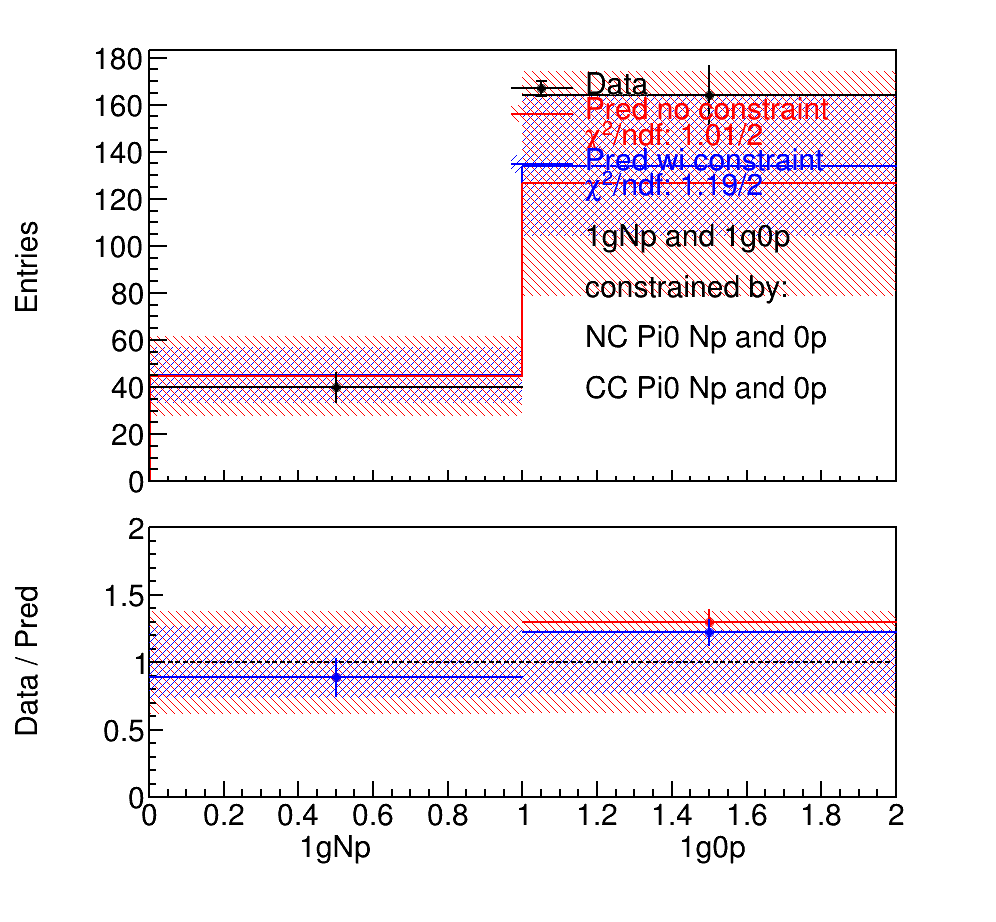 180
160
140
120
100
80
60
40
20
0
Entries
Data
Pred no constraint
χ²/ndf: 1.01/2
Pred wi constraint
χ²/ndf: 1.19/2
1gNp and 1g0p
constrained by:
NC Pi0 Np and 0p
CC Pi0 Np and 0p
2
1.5
1
0.5
0
Data / Pred
0 0.2 0.4 0.6 0.8 1 1.2 1.4 1.6 1.8 2
1gNp 1g0p